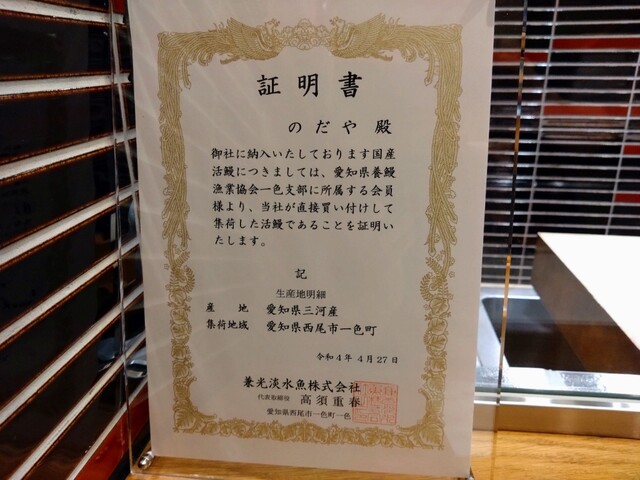 証明書
のだや 殿
御社に納入いたしております国産
活鰻につきましては、愛知県養鰻
漁業協会一色支部に所属する会員
様より、当社が直接買い付けして
集荷した活鰻であることを証明い
たします。
記
生産地明細
産 地 愛知県三河産
集荷地域 愛知県西尾市一色町
令和4年4月27日
兼光淡水魚株式会社
代表取締役 高須重春
愛知県西尾市一色町一色